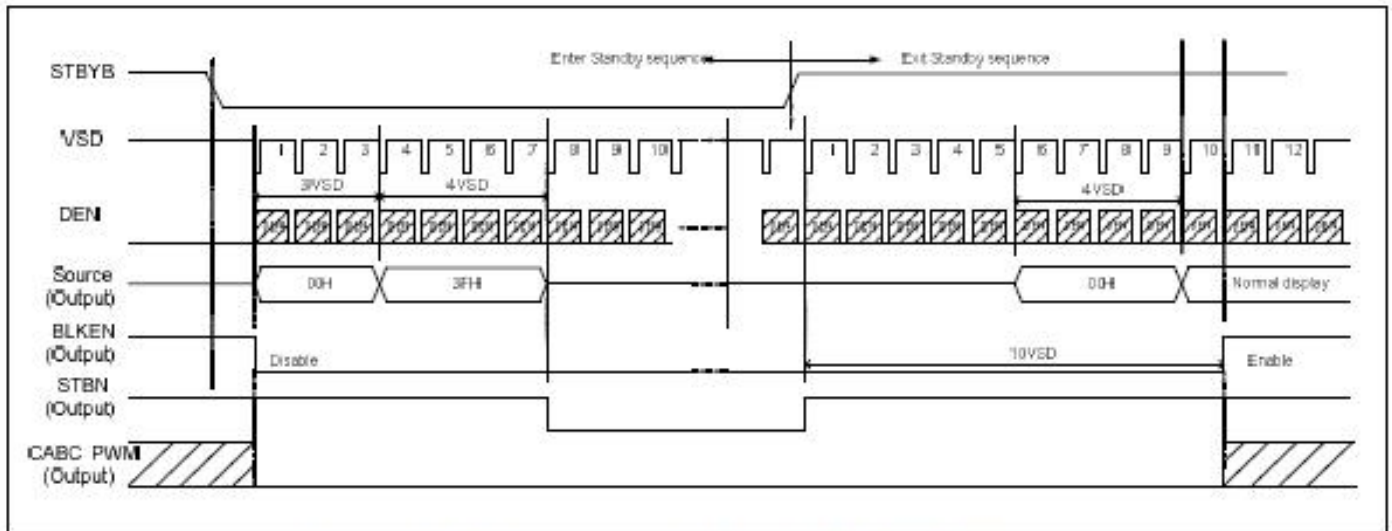 Enter Standby sequence
Exit Standby sequence
STBYB
VSD
1 2 3 4 5 6 7 8 9 10
1 2 3 4 5 6 7 8 9 10 11 12
3VSD
4VSD
4VSD
DEN
Source
(Output)
00H
3FH
00H
Normal display
BLKEN
(Output)
Disable
10VSD
Enable
STBN
(Output)
CABC PWM
(Output)